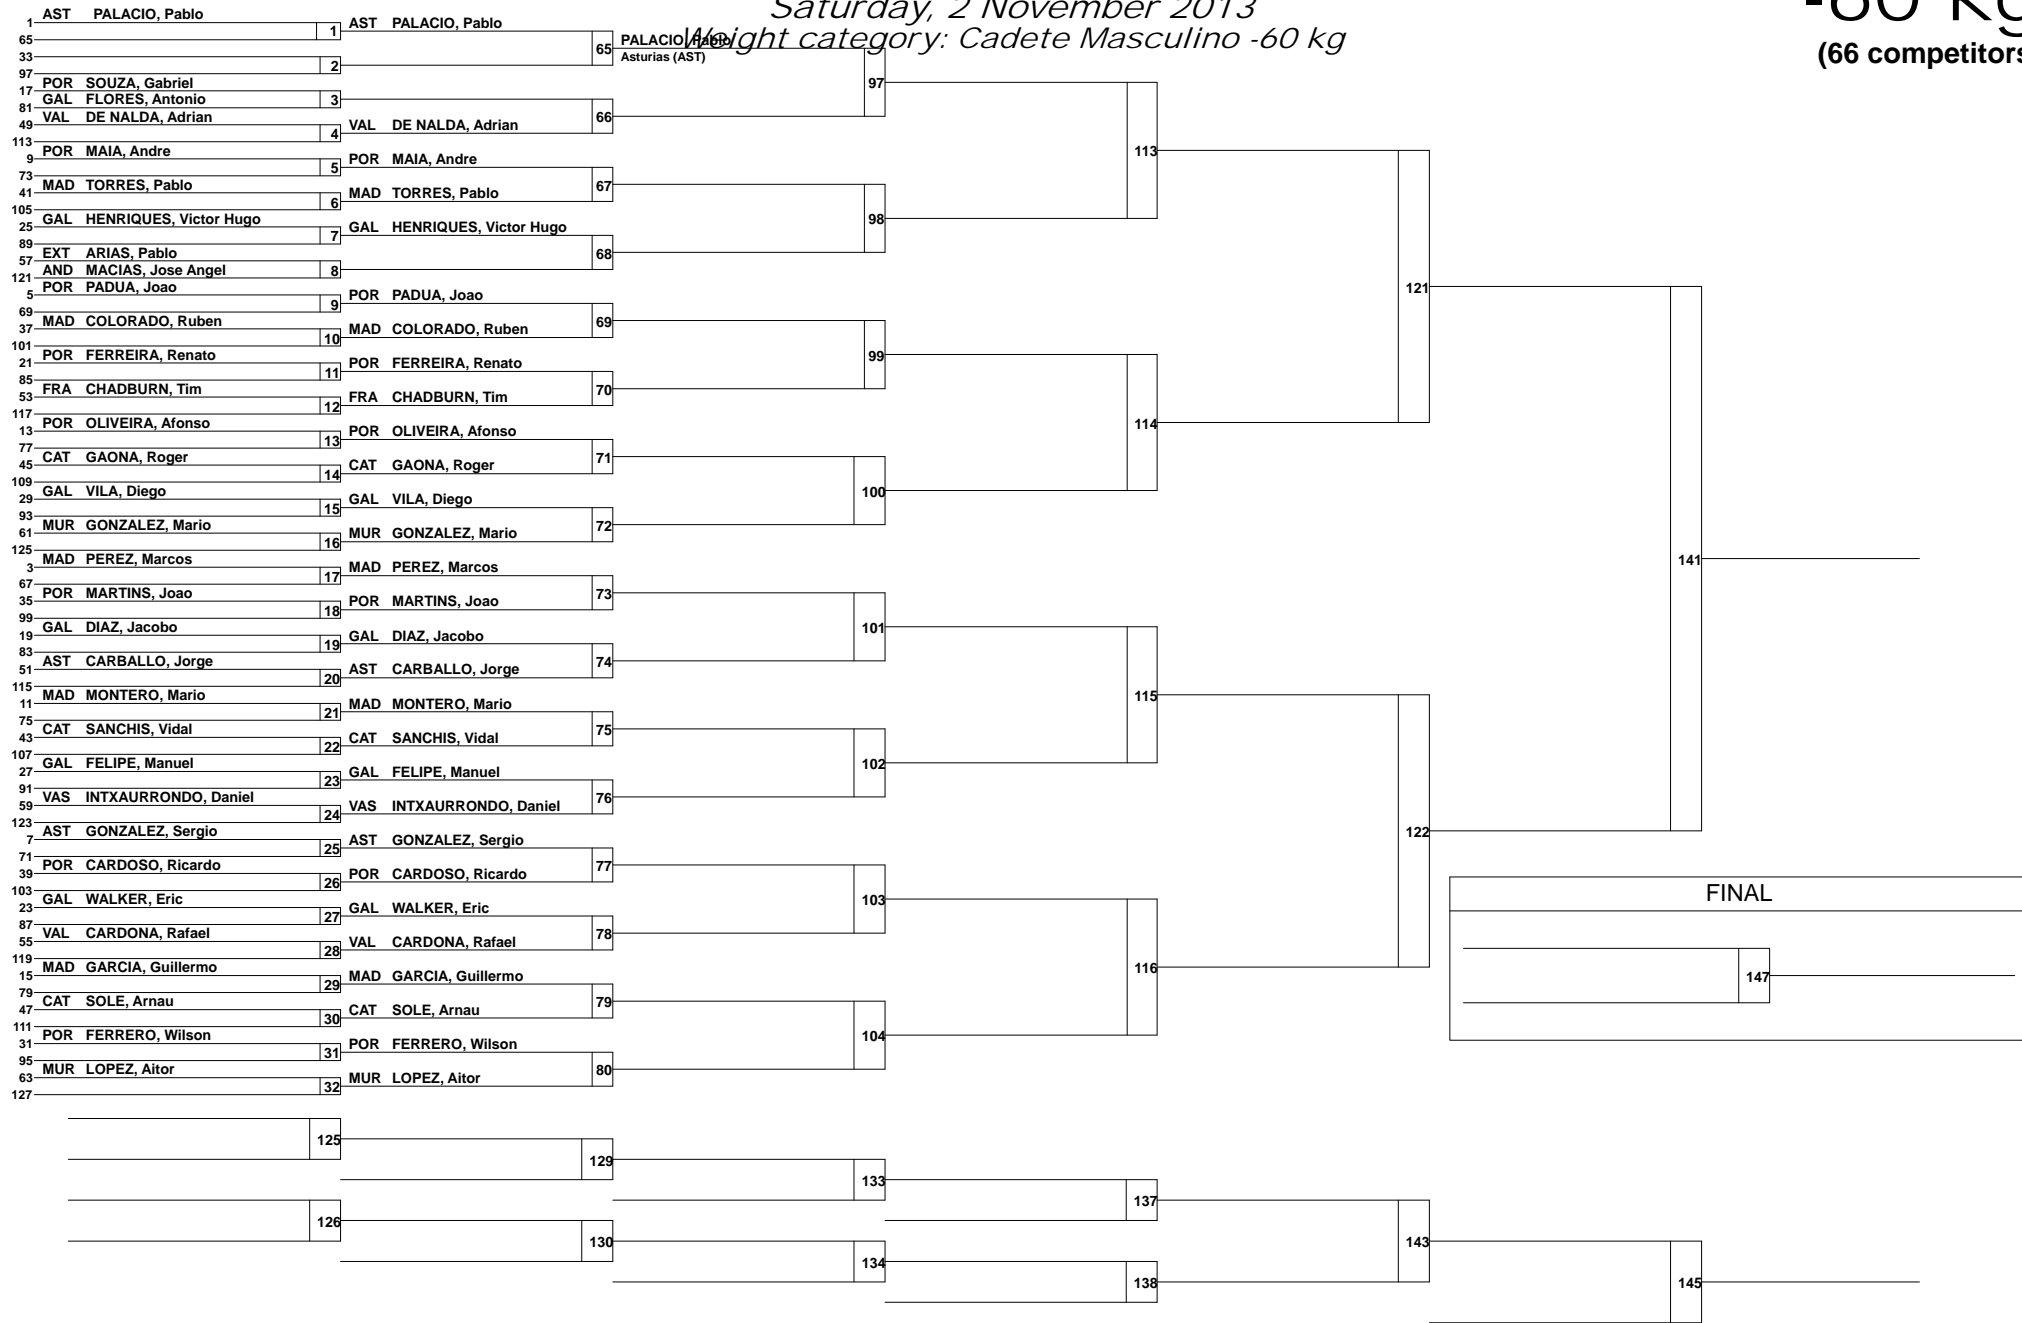 Saturday, 2 November 2013
Weight category: Cadete Masculino -60 kg
-60 Kg
(66 competitors
1 AST PALACIO, Pablo
65
1
33
97
2
17 POR SOUZA, Gabriel
81 GAL FLORES, Antonio
3
49 VAL DE NALDA, Adrian
113
4
9 POR MAIA, Andre
73
5
41 MAD TORRES, Pablo
105
6
25 GAL HENRIQUES, Victor Hugo
89
7
57 EXT ARIAS, Pablo
121 AND MACIAS, Jose Angel
8
5 POR PADUA, Joao
69
9
37 MAD COLORADO, Ruben
101
10
21 POR FERREIRA, Renato
85
11
53 FRA CHADBURN, Tim
117
12
13 POR OLIVEIRA, Afonso
77
13
45 CAT GAONA, Roger
109
14
29 GAL VILA, Diego
93
15
61 MUR GONZALEZ, Mario
125
16
3 MAD PEREZ, Marcos
67
17
35 POR MARTINS, Joao
99
18
19 GAL DIAZ, Jacobo
83
19
51 AST CARBALLO, Jorge
115
20
11 MAD MONTERO, Mario
75
21
43 CAT SANCHIS, Vidal
107
22
27 GAL FELIPE, Manuel
91
23
59 VAS INTXAURRONDO, Daniel
123
24
7 AST GONZALEZ, Sergio
71
25
39 POR CARDOSO, Ricardo
103
26
23 GAL WALKER, Eric
87
27
55 VAL CARDONA, Rafael
119
28
15 MAD GARCIA, Guillermo
79
29
47 CAT SOLE, Arnau
111
30
31 POR FERRERO, Wilson
95
31
63 MUR LOPEZ, Aitor
127
32
AST PALACIO, Pablo
65
VAL DE NALDA, Adrian
66
POR MAIA, Andre
MAD TORRES, Pablo
67
GAL HENRIQUES, Victor Hugo
68
POR PADUA, Joao
MAD COLORADO, Ruben
69
POR FERREIRA, Renato
FRA CHADBURN, Tim
70
POR OLIVEIRA, Afonso
CAT GAONA, Roger
71
GAL VILA, Diego
MUR GONZALEZ, Mario
72
MAD PEREZ, Marcos
POR MARTINS, Joao
73
GAL DIAZ, Jacobo
AST CARBALLO, Jorge
74
MAD MONTERO, Mario
CAT SANCHIS, Vidal
75
GAL FELIPE, Manuel
VAS INTXAURRONDO, Daniel
76
AST GONZALEZ, Sergio
POR CARDOSO, Ricardo
77
GAL WALKER, Eric
VAL CARDONA, Rafael
78
MAD GARCIA, Guillermo
CAT SOLE, Arnau
79
POR FERRERO, Wilson
MUR LOPEZ, Aitor
80
PALACIO, Pablo
Asturias (AST)
97
98
99
100
101
102
103
104
113
114
115
116
121
122
141
FINAL
147
125
126
129
130
133
134
137
138
143
145